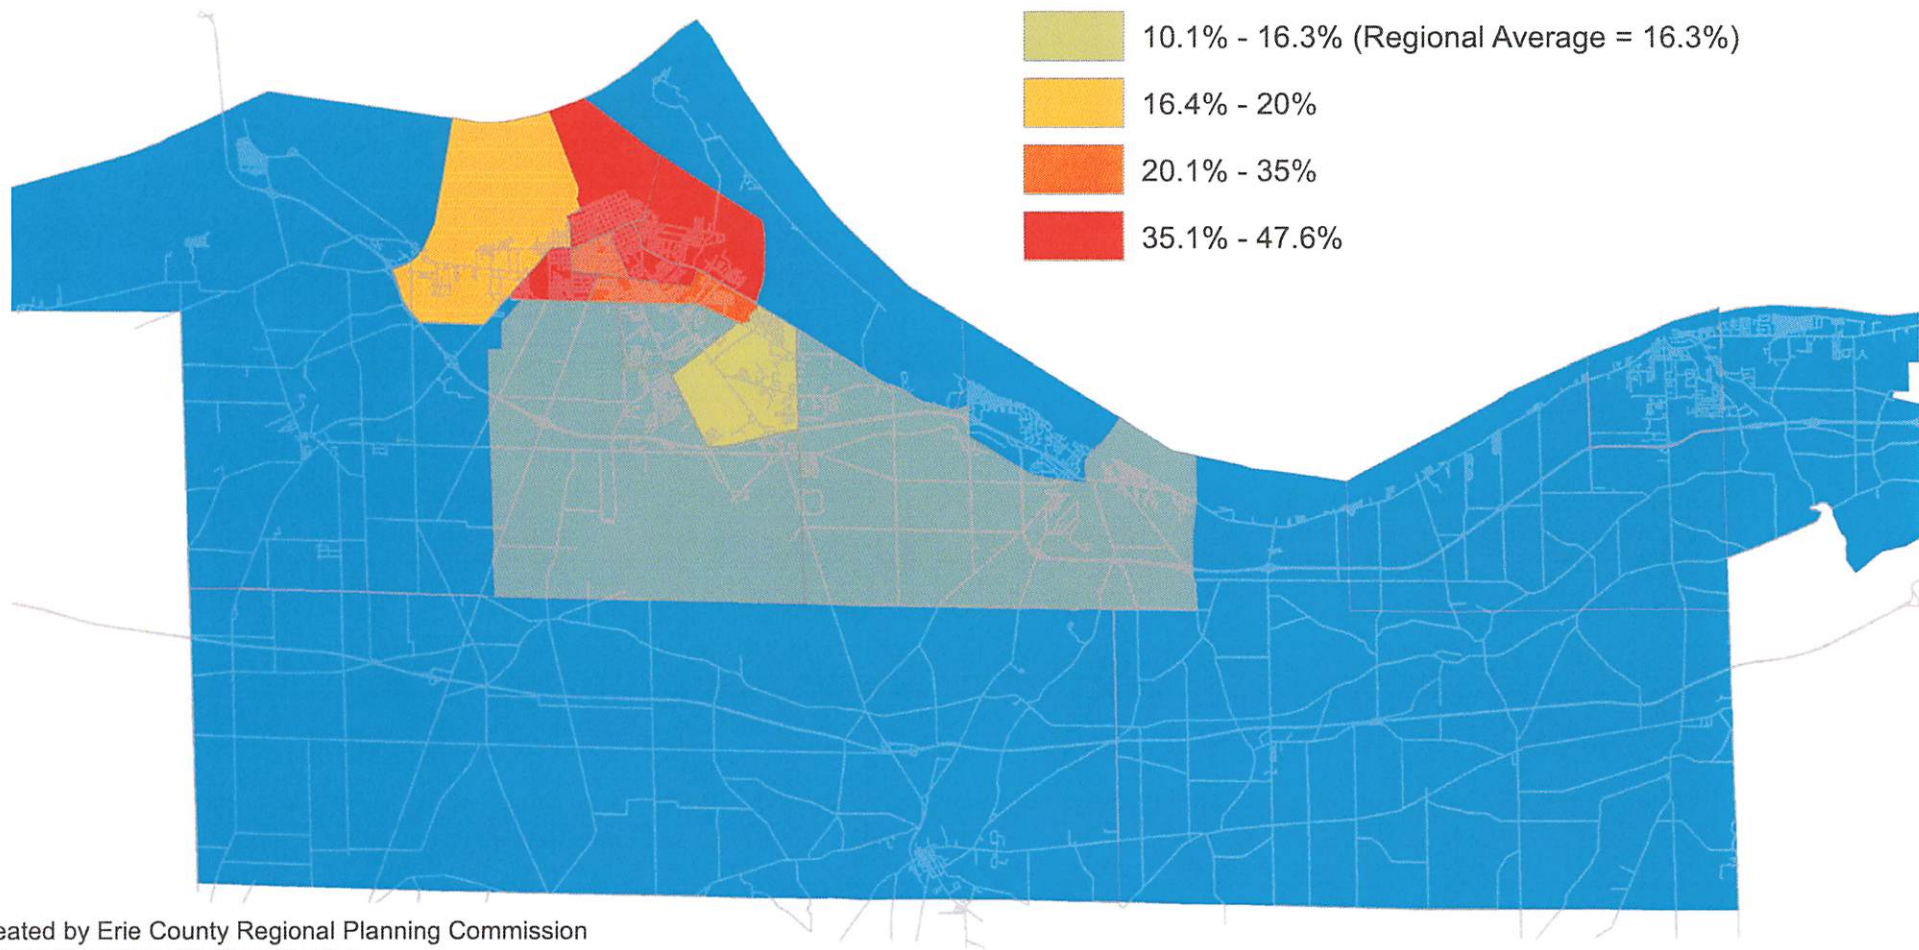 10.1% - 16.3% (Regional Average = 16.3%)
16.4% - 20%
20.1% - 35%
35.1% - 47.6%
eated by Erie County Regional Planning Commission